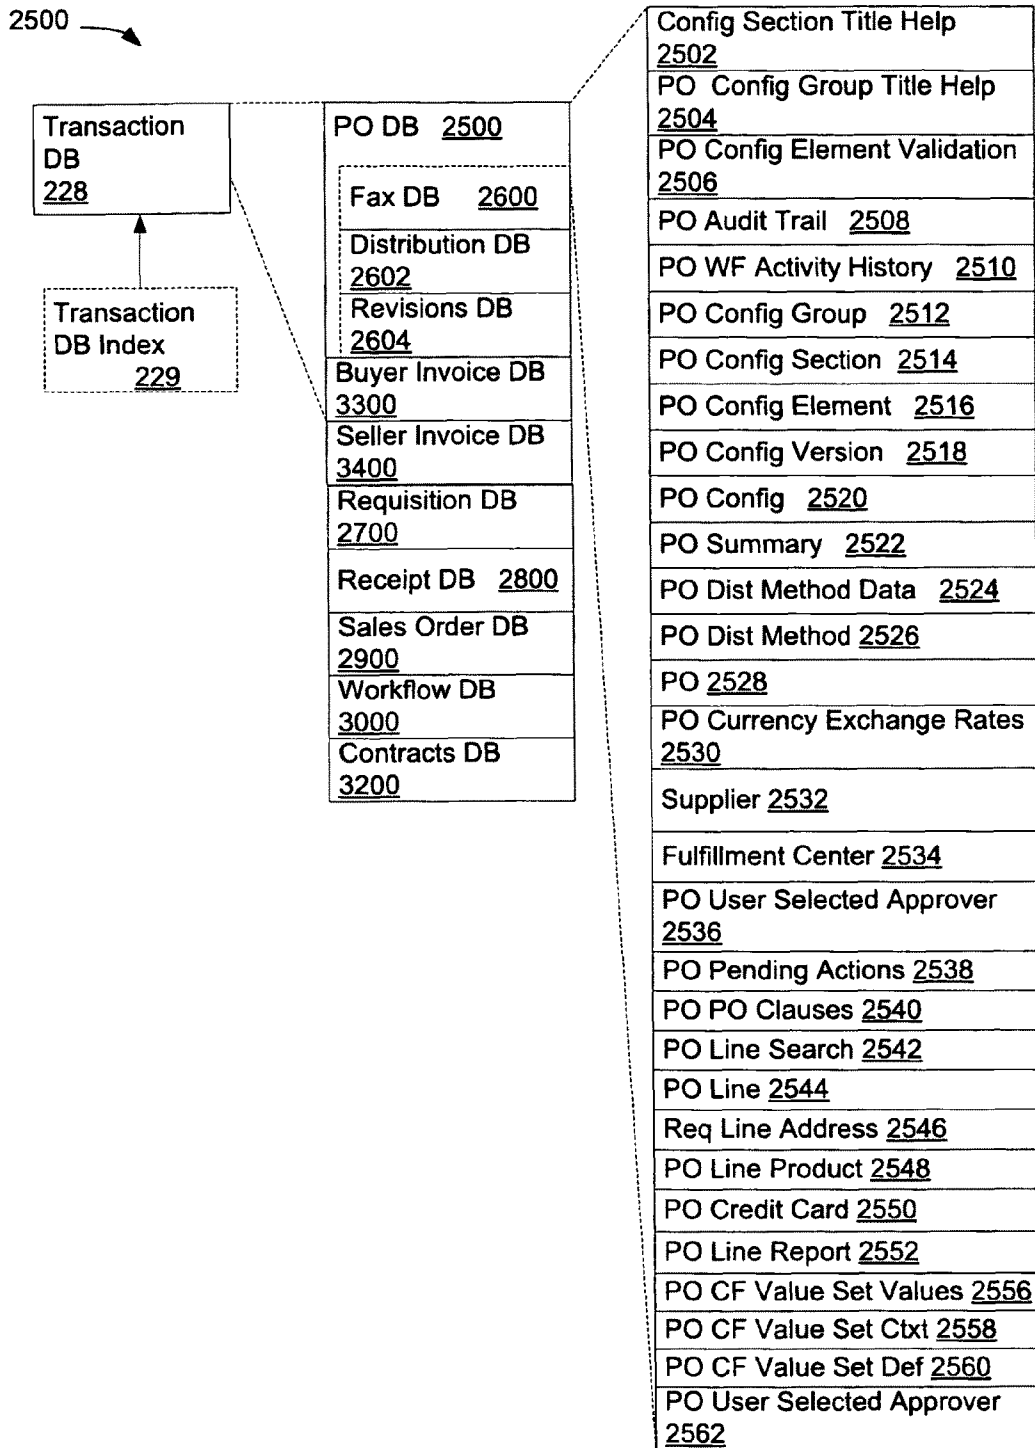 2500
Transaction
DB
228
Transaction
DB Index
229
PO DB 2500
Fax DB 2600
Distribution DB
2602
Revisions DB
2604
Buyer Invoice DB
3300
Seller Invoice DB
3400
Requisition DB
2700
Receipt DB 2800
Sales Order DB
2900
Workflow DB
3000
Contracts DB
3200
Config Section Title Help
2502
PO Config Group Title Help
2504
PO Config Element Validation
2506
PO Audit Trail 2508
PO WF Activity History 2510
PO Config Group 2512
PO Config Section 2514
PO Config Element 2516
PO Config Version 2518
PO Config 2520
PO Summary 2522
PO Dist Method Data 2524
PO Dist Method 2526
PO 2528
PO Currency Exchange Rates
2530
Supplier 2532
Fulfillment Center 2534
PO User Selected Approver
2536
PO Pending Actions 2538
PO PO Clauses 2540
PO Line Search 2542
PO Line 2544
Req Line Address 2546
PO Line Product 2548
PO Credit Card 2550
PO Line Report 2552
PO CF Value Set Values 2556
PO CF Value Set Ctxt 2558
PO CF Value Set Def 2560
PO User Selected Approver
2562